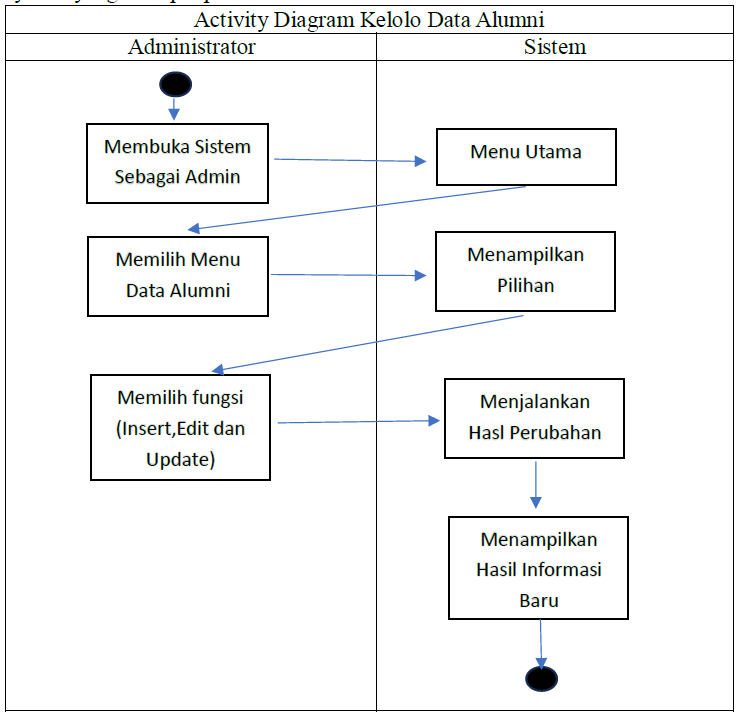 Activity Diagram Kelolo Data Alumni
Administrator
Sistem
Membuka Sistem
Sebagai Admin
Menu Utama
Memilih Menu
Data Alumni
Menampilkan
Pilihan
Memilih fungsi
(Insert,Edit dan
Update)
Menjalankan
Hasl Perubahan
Menampilkan
Hasil Informasi
Baru